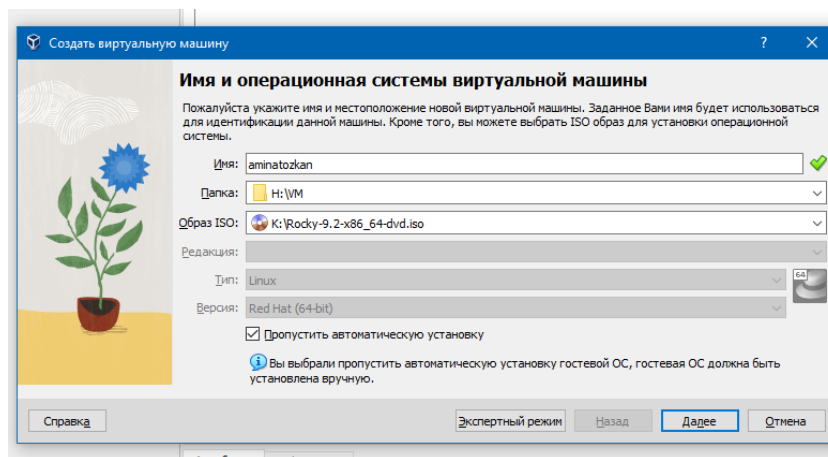 Создать виртуальную машину
?
Имя и операционная системы виртуальной машины
Пожалуйста укажите имя и местоположение новой виртуальной машины. Заданное Вами имя будет использоваться
для идентификации данной машины. Кроме того, вы можете выбрать ISO образ для установки операционной
системы.
Имя: aminatozkan
Папка: H:\VM
Образ ISO: K:\Rocky-9.2-x86_64-dvd.iso
Редакция:
Тип: Linux
64
Версия: Red Hat (64-bit)
Пропустить автоматическую установку
Вы выбрали пропустить автоматическую установку гостевой ОС, гостевая ОС должна быть
установлена вручную.
Справка Экспертный режим Назад Далее Отмена